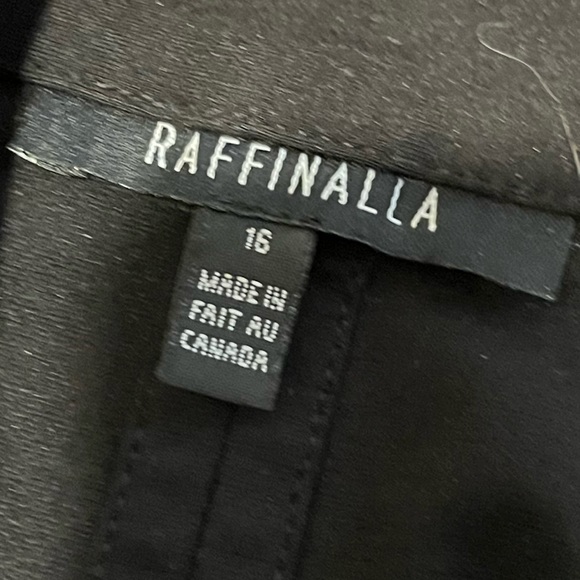 RAFFINALLA
16
MADE IN
FAIT AU
CANADA